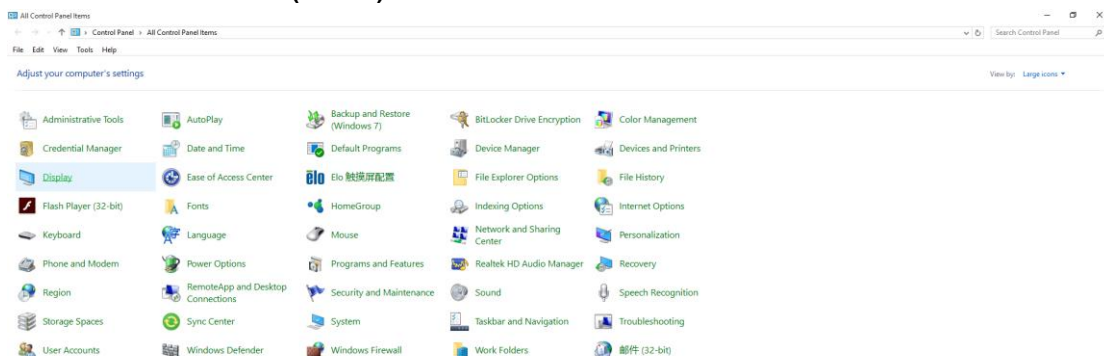 All Control Panel Items
Control Panel > All Control Panel Items
Search Control Panel
File Edit View Tools Help
Adjust your computer's settings
View by: Large icons
Administrative Tools
AutoPlay
Backup and Restore
(Windows 7)
BitLocker Drive Encryption
Color Management
Credential Manager
Date and Time
Default Programs
Device Manager
Devices and Printers
Display
Ease of Access Center
elo
Elo 触摸屏配置
File Explorer Options
File History
Flash Player (32-bit)
Fonts
HomeGroup
Indexing Options
Internet Options
Keyboard
Language
Mouse
Network and Sharing
Center
Personalization
Phone and Modem
Power Options
Programs and Features
Realtek HD Audio Manager
Recovery
Region
RemoteApp and Desktop
Connections
Security and Maintenance
Sound
Speech Recognition
Storage Spaces
Sync Center
System
Taskbar and Navigation
Troubleshooting
User Accounts
Windows Defender
Windows Firewall
Work Folders
邮件 (32-bit)